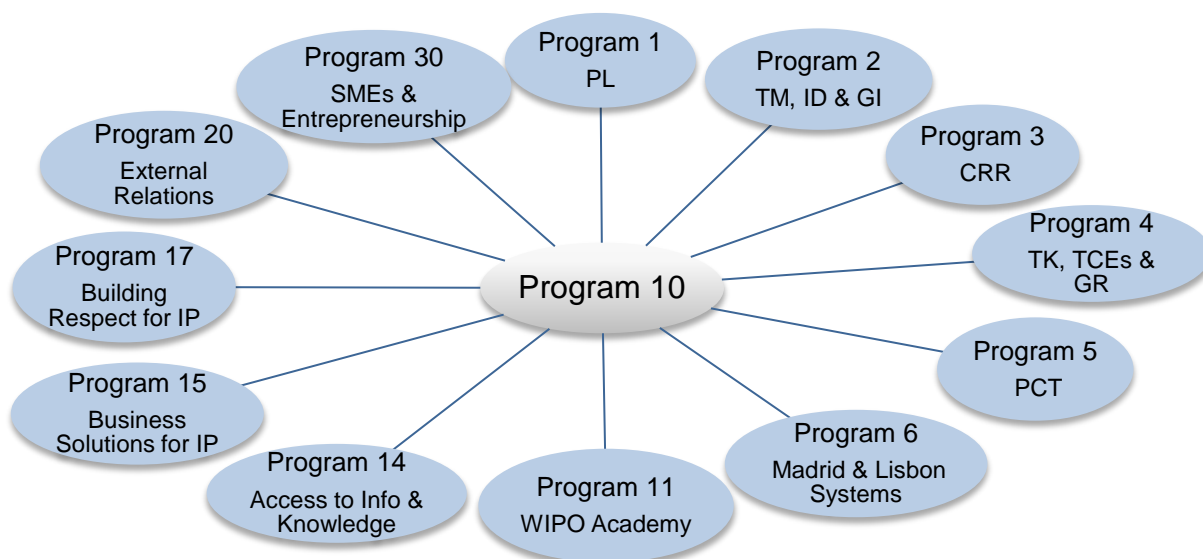 Program 1
PL
Program 2
TM, ID & GI
Program 3
CRR
Program 4
TK, TCEs &
GR
Program 5
PCT
Program 6
Madrid & Lisbon
Systems
Program 11
WIPO Academy
Program 14
Access to Info &
Knowledge
Program 15
Business
Solutions for IP
Program 17
Building
Respect for IP
Program 20
External
Relations
Program 30
SMEs &
Entrepreneurship
Program 10